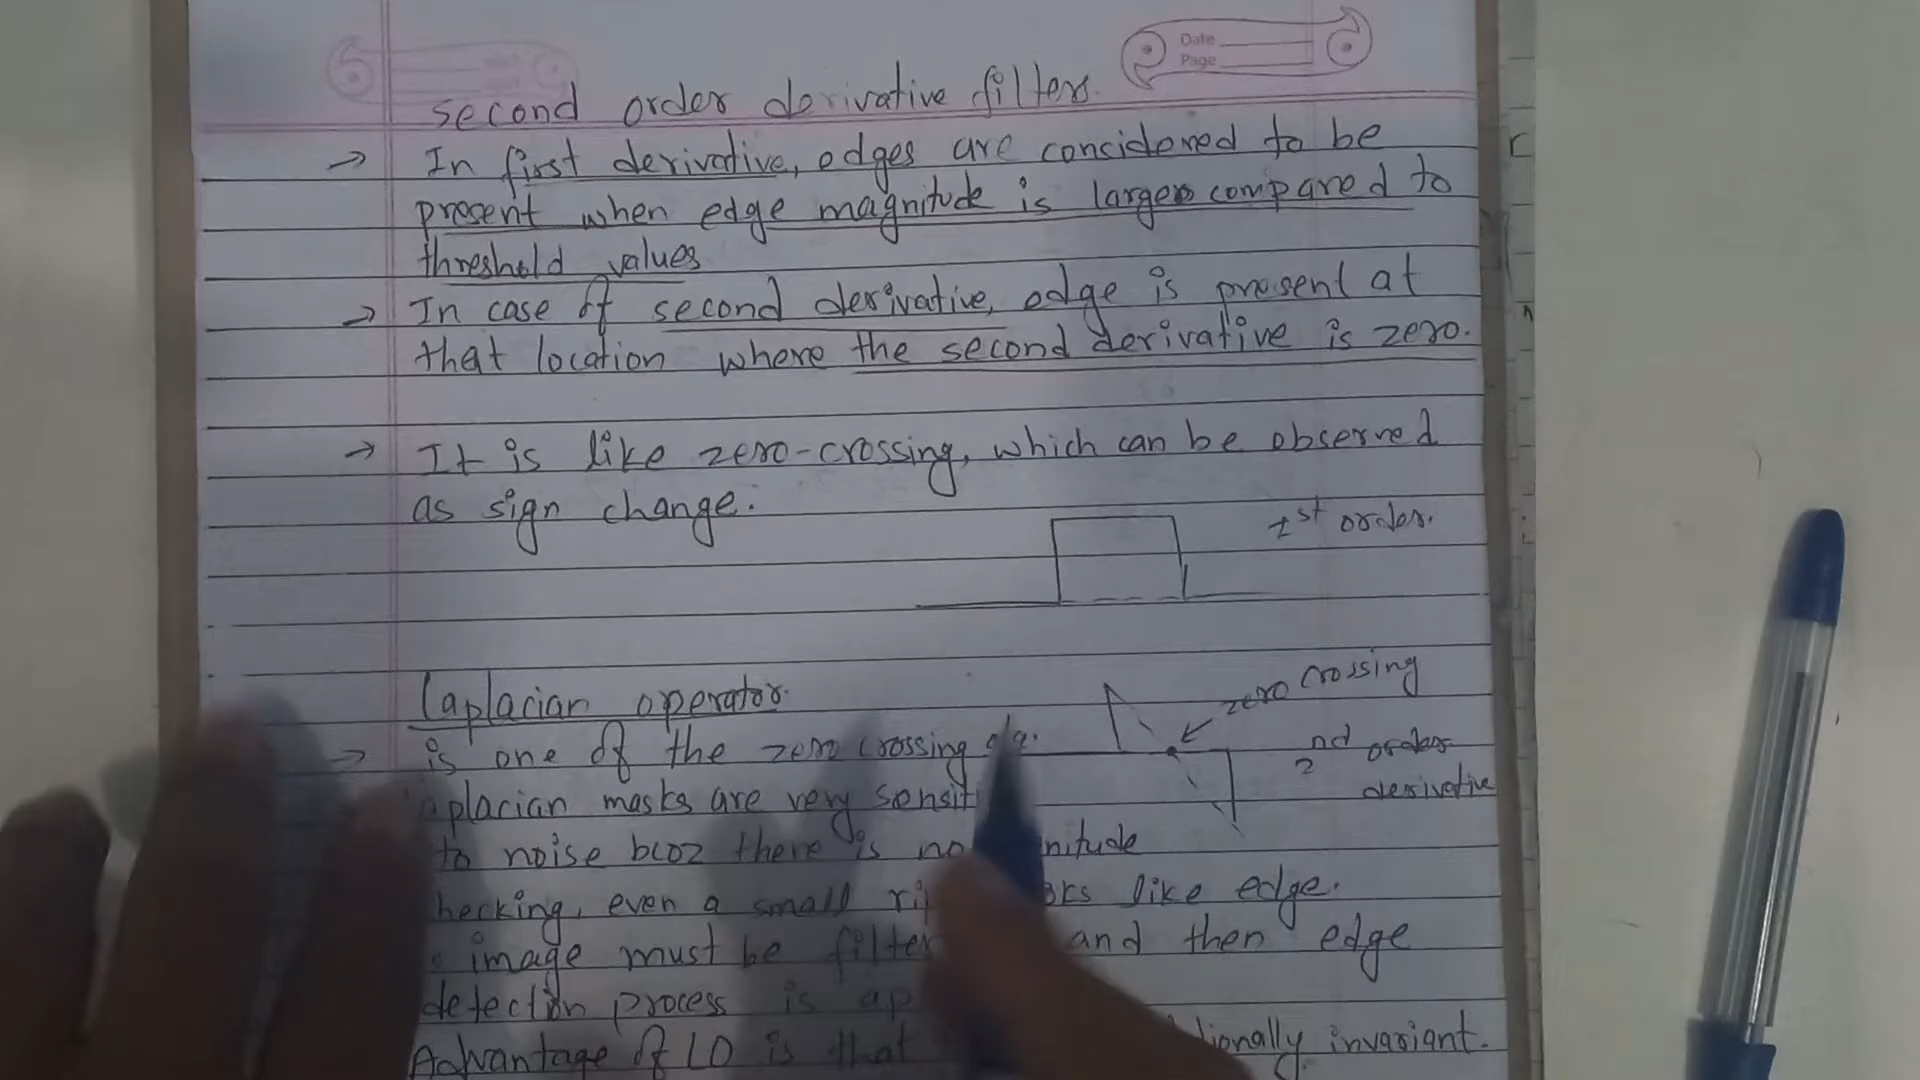 Date
Page
second order derivative filters.
→ In first derivative, edges are considered to be
present when edge magnitude is large compared to
threshold values
→ In case of second derivative, edge is present at
that location where the second derivative is zero.
→ It is like zero-crossing, which can be observed
as sign change.
1st order.
Laplacian operator
zero crossing
→ is one of the zero crossing
2nd order
derivative
aplacian masks are very
to noise bcoz there is
hecking, even a small like edge.
image must be and then edge
detection process is
Advantage of LO is that invariant.